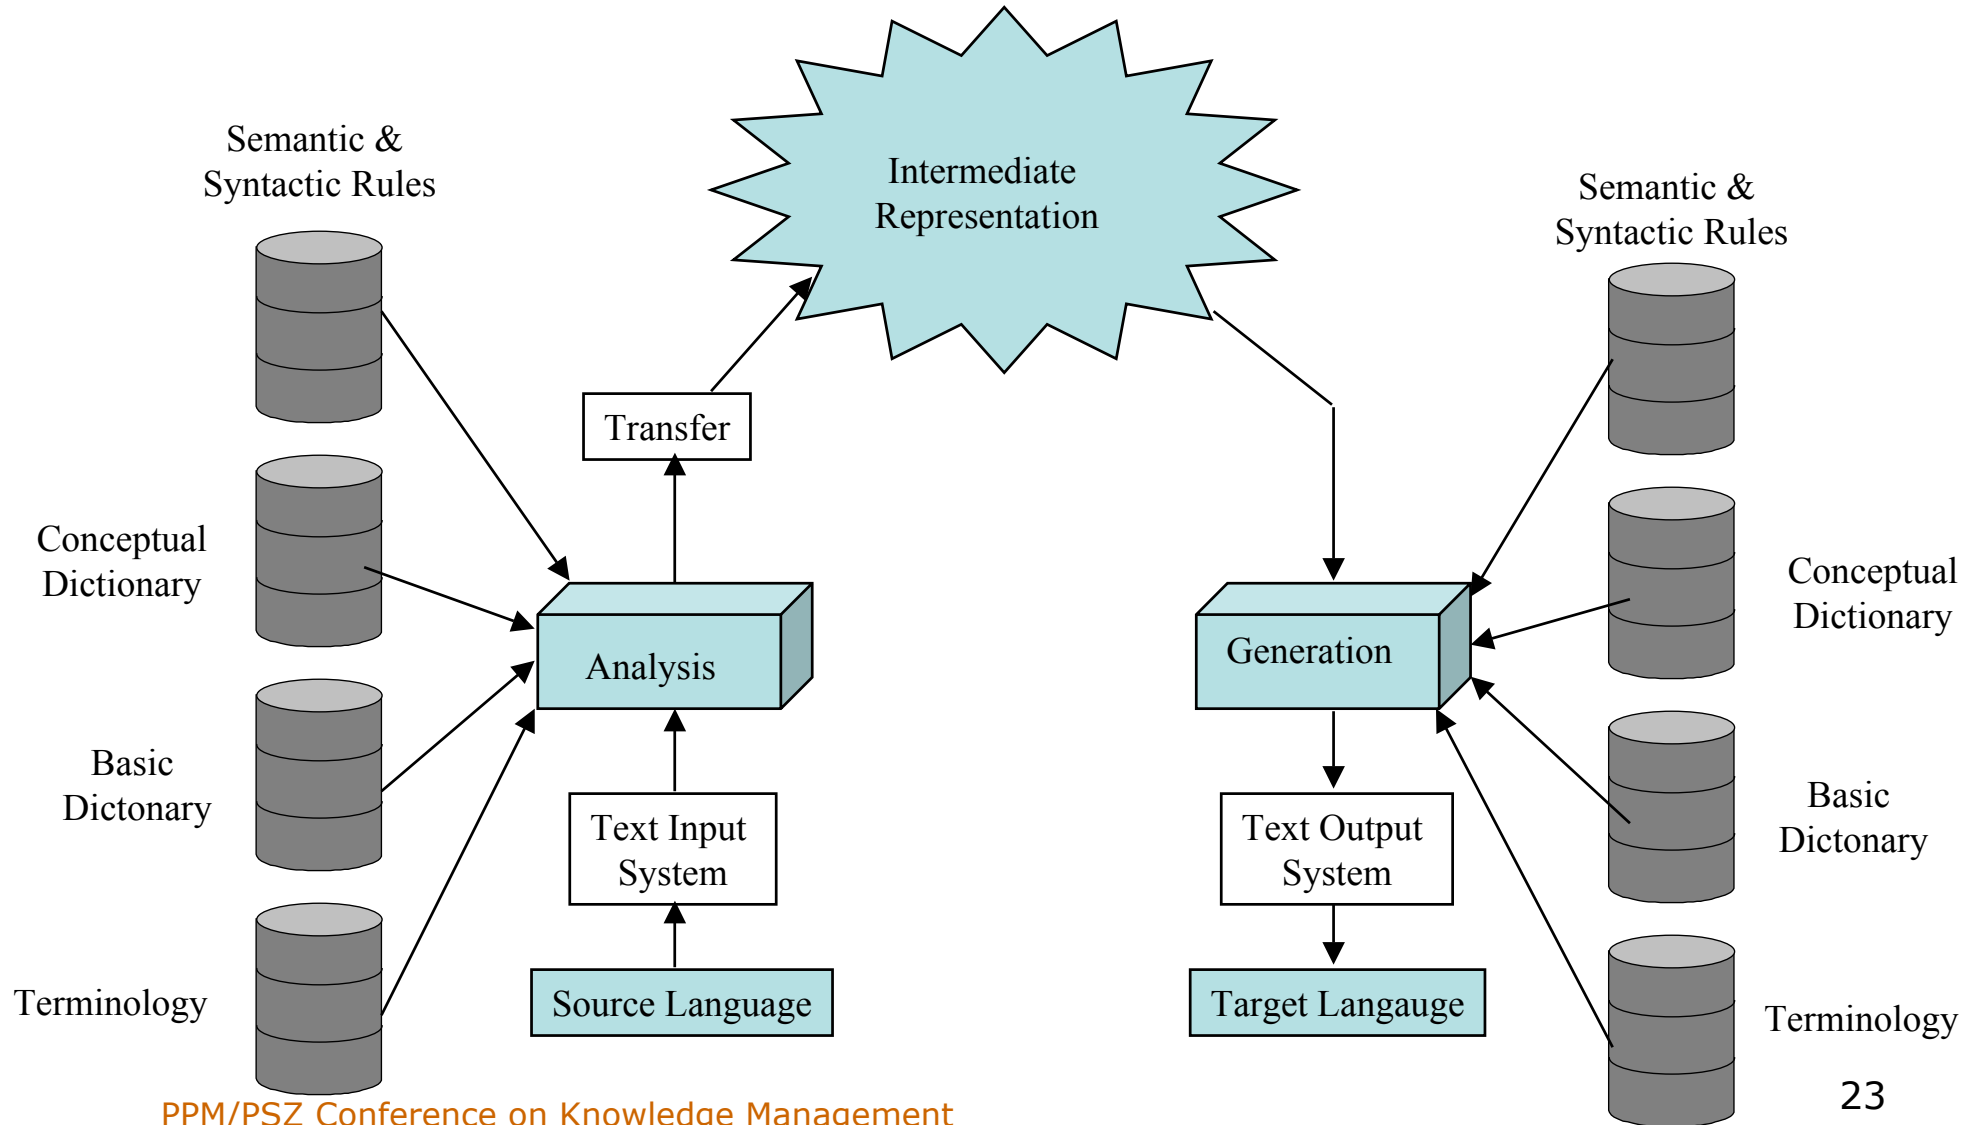 Semantic &
Syntactic Rules
Intermediate
Representation
Semantic &
Syntactic Rules
Transfer
Conceptual
Dictionary
Conceptual
Dictionary
Analysis
Generation
Basic
Dictonary
Text Input
System
Text Output
System
Basic
Dictonary
Terminology
Source Language
Target Langauge
Terminology
PPM/PSZ Conference on Knowledge Management
23